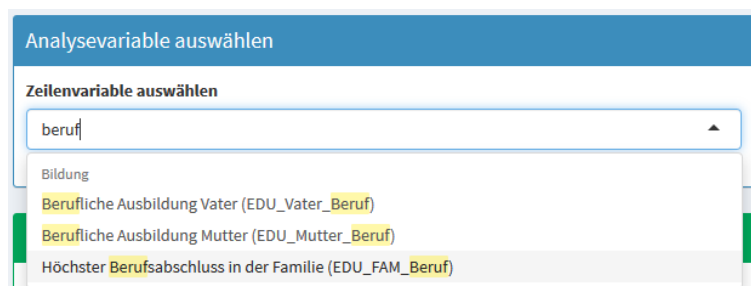 Analysevariable auswählen
Zeilenvariable auswählen
beruf
Bildung
Berufliche Ausbildung Vater (EDU_Vater_Beruf)
Berufliche Ausbildung Mutter (EDU_Mutter_Beruf)
Höchster Berufsabschluss in der Familie (EDU_FAM_Beruf)